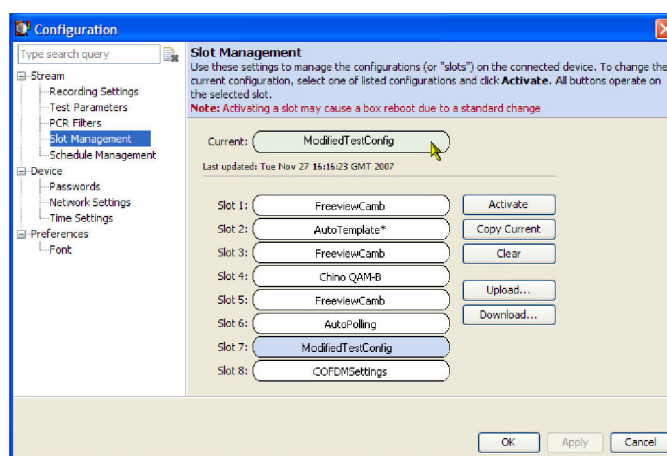 Configuration
Type search query
Stream
Recording Settings
Test Parameters
PCR Filters
Slot Management
Schedule Management
Device
Passwords
Network Settings
Time Settings
Preferences
Font
Slot Management
Use these settings to manage the configurations (or "slots") on the connected device. To change the
current configuration, select one of listed configurations and click Activate. All buttons operate on
the selected slot.
Note: Activating a slot may cause a box reboot due to a standard change
Current: ModifiedTestConfig
Last updated: Tue Nov 27 16:16:23 GMT 2007
Slot 1: FreeviewCamb Activate
Slot 2: AutoTemplate* Copy Current
Slot 3: FreeviewCamb Clear
Slot 4: Chino QAM-B
Slot 5: FreeviewCamb Upload...
Slot 6: AutoPolling Download...
Slot 7: ModifiedTestConfig
Slot 8: COFDMSettings
OK Apply Cancel